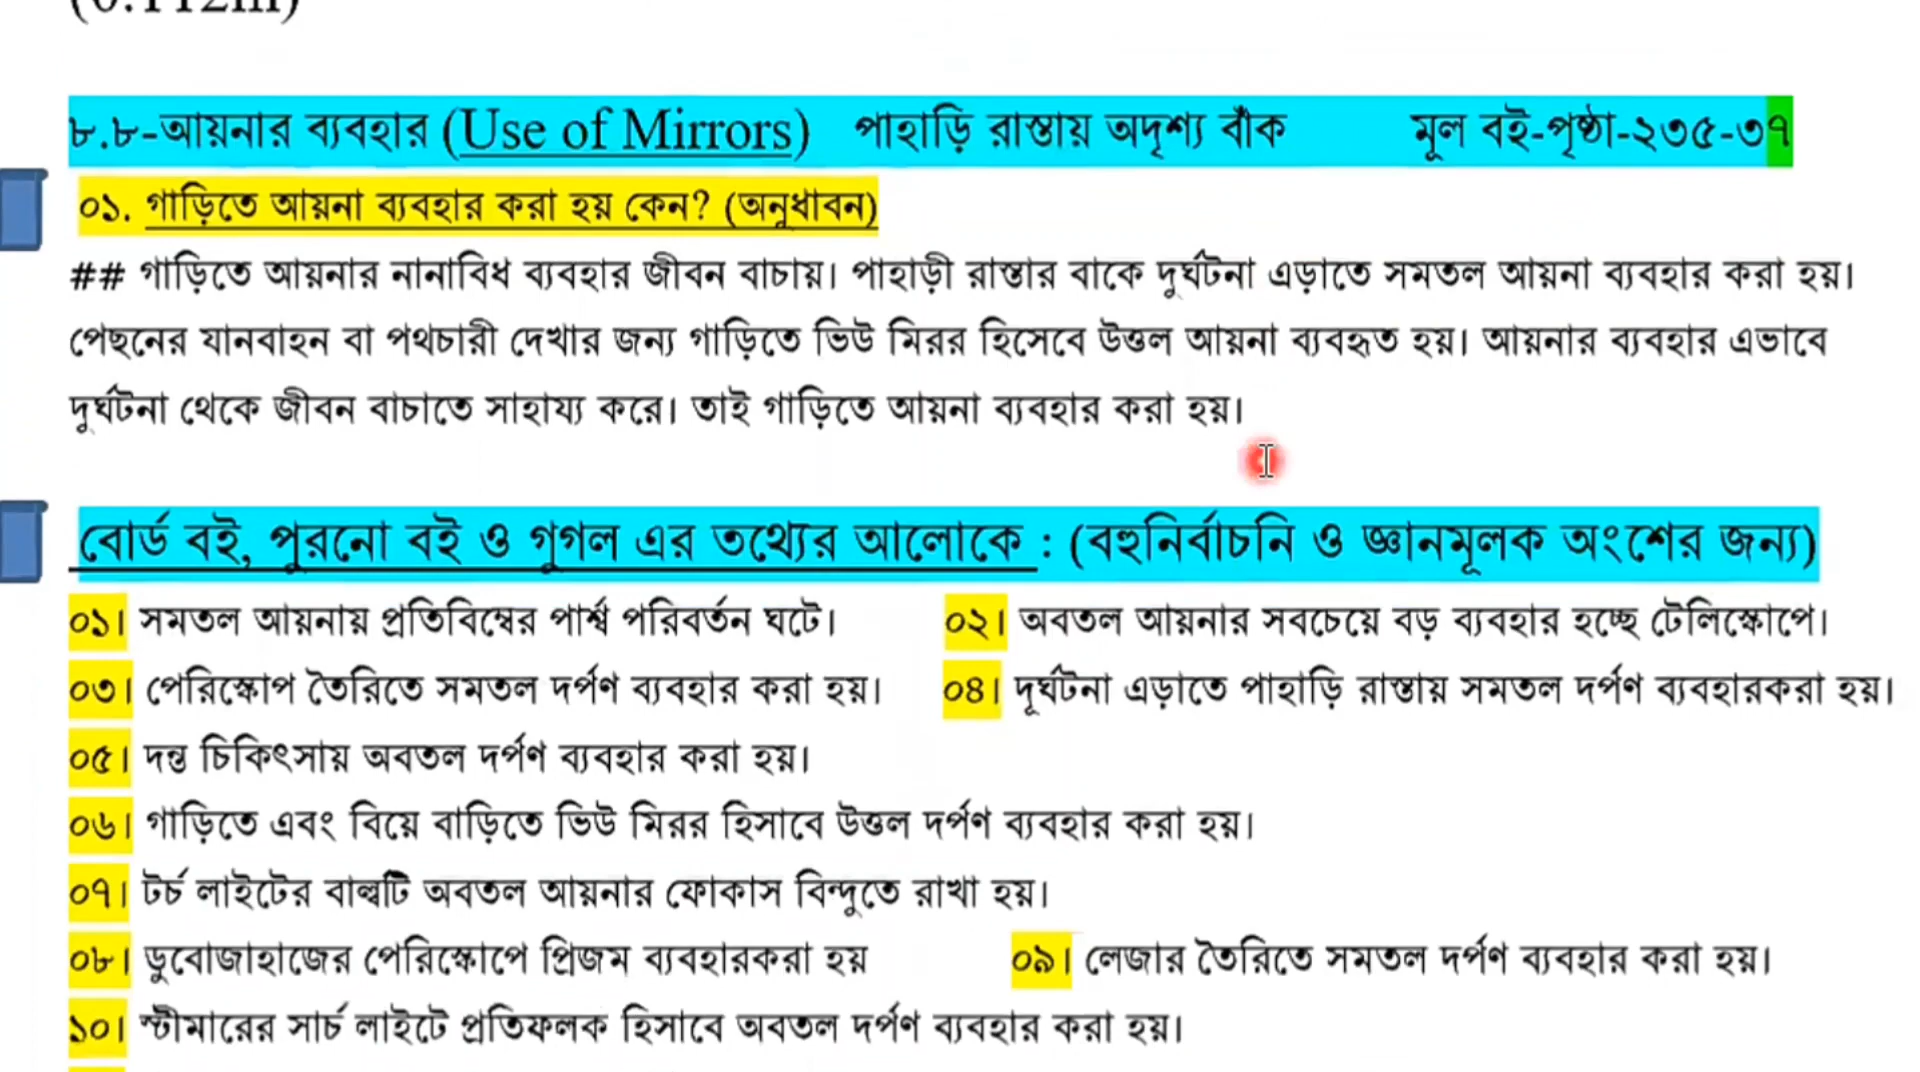 ৮.৮-আয়নার ব্যবহার (Use of Mirrors) পাহাড়ি রাস্তায় অদৃশ্য বাঁক মূল বই-পৃষ্ঠা-২৩৫-৩৭
০১. গাড়িতে আয়না ব্যবহার করা হয় কেন? (অনুধাবন)
## গাড়িতে আয়নার নানাবিধ ব্যবহার জীবন বাচায়। পাহাড়ী রাস্তার বাকে দুর্ঘটনা এড়াতে সমতল আয়না ব্যবহার করা হয়।
পেছনের যানবাহন বা পথচারী দেখার জন্য গাড়িতে ভিউ মিরর হিসেবে উত্তল আয়না ব্যবহৃত হয়। আয়নার ব্যবহার এভাবে
দুর্ঘটনা থেকে জীবন বাচাতে সাহায্য করে। তাই গাড়িতে আয়না ব্যবহার করা হয়।
বোর্ড বই, পুরনো বই ও গুগল এর তথ্যের আলোকে : (বহুনির্বাচনি ও জ্ঞানমূলক অংশের জন্য)
০১। সমতল আয়নায় প্রতিবিম্বের পার্শ্ব পরিবর্তন ঘটে। ০২। অবতল আয়নার সবচেয়ে বড় ব্যবহার হচ্ছে টেলিস্কোপে।
০৩। পেরিস্কোপ তৈরিতে সমতল দর্পণ ব্যবহার করা হয়। ০৪। দূর্ঘটনা এড়াতে পাহাড়ি রাস্তায় সমতল দর্পণ ব্যবহারকরা হয়।
০৫। দন্ত চিকিৎসায় অবতল দর্পণ ব্যবহার করা হয়।
০৬। গাড়িতে এবং বিয়ে বাড়িতে ভিউ মিরর হিসাবে উত্তল দর্পণ ব্যবহার করা হয়।
০৭। টর্চ লাইটের বাল্বটি অবতল আয়নার ফোকাস বিন্দুতে রাখা হয়।
০৮। ডুবোজাহাজের পেরিস্কোপে প্রিজম ব্যবহারকরা হয় ০৯। লেজার তৈরিতে সমতল দর্পণ ব্যবহার করা হয়।
১০। স্টীমারের সার্চ লাইটে প্রতিফলক হিসাবে অবতল দর্পণ ব্যবহার করা হয়।